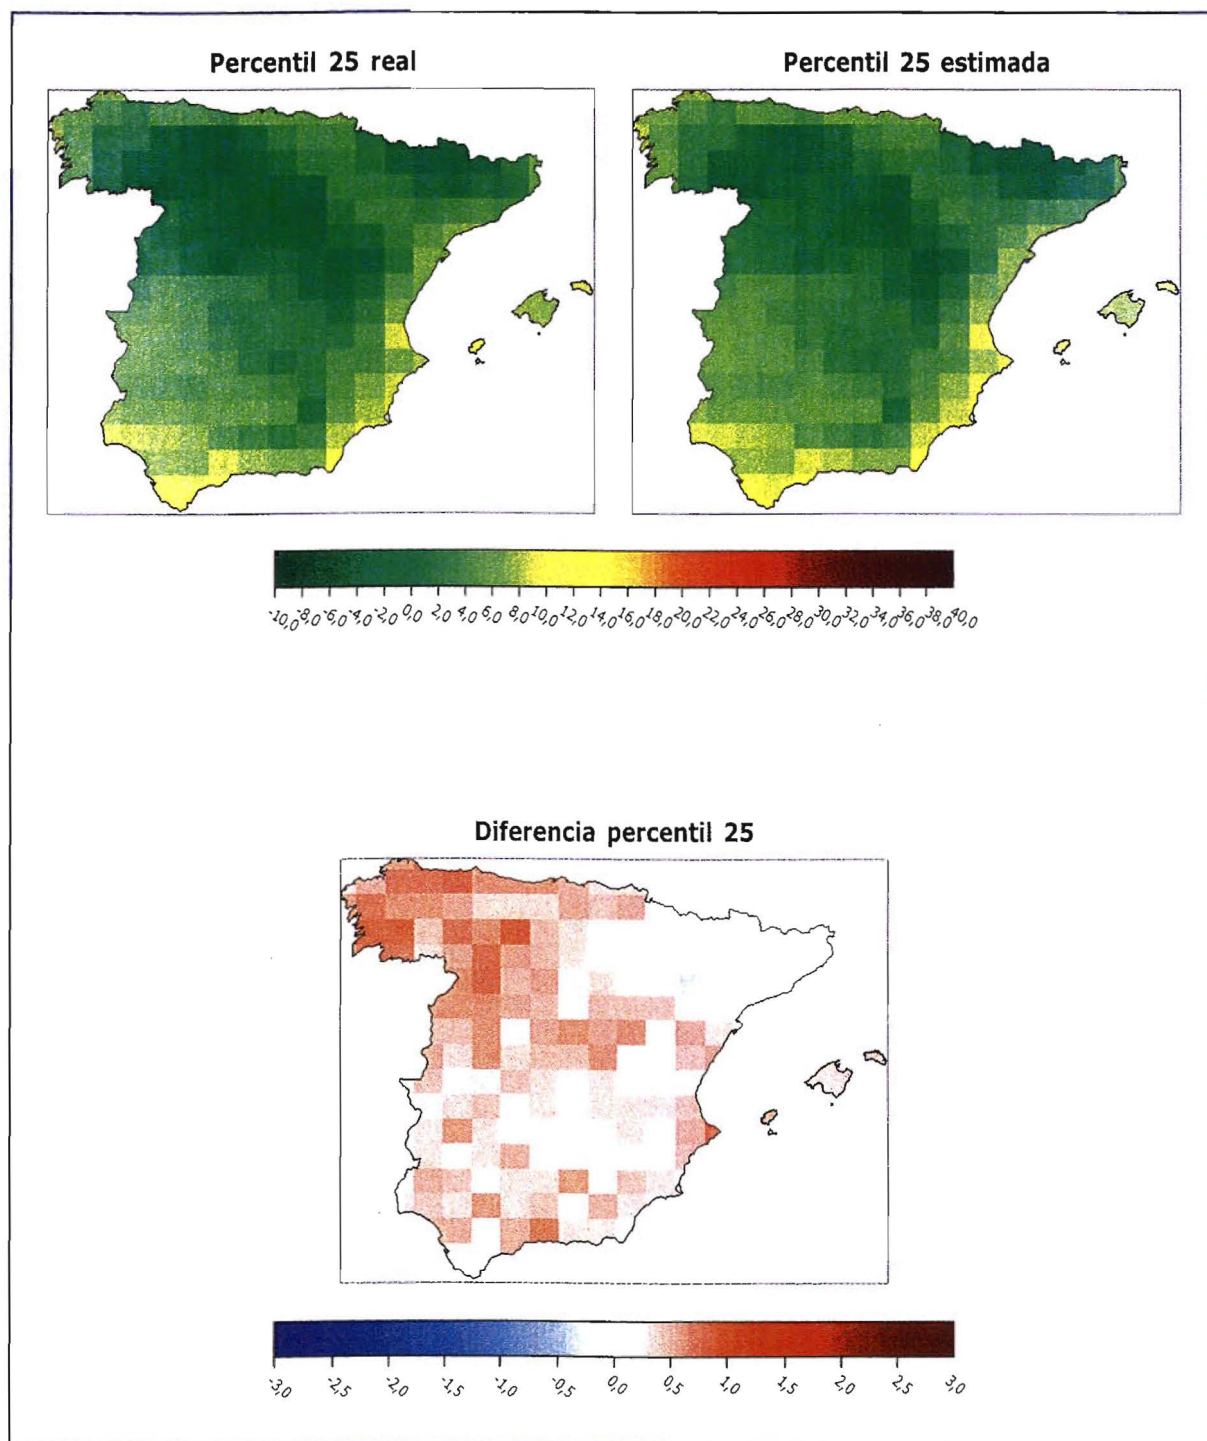 Percentil 25 real
Percentil 25 estimada
-10,0 -8,0 -6,0 -4,0 -2,0 0,0 2,0 4,0 6,0 8,0 10,0 12,0 14,0 16,0 18,0 20,0 22,0 24,0 26,0 28,0 30,0 32,0 34,0 36,0 38,0 40,0
Diferencia percentil 25
-3,0 -2,5 -2,0 -1,5 -1,0 -0,5 0,0 0,5 1,0 1,5 2,0 2,5 3,0